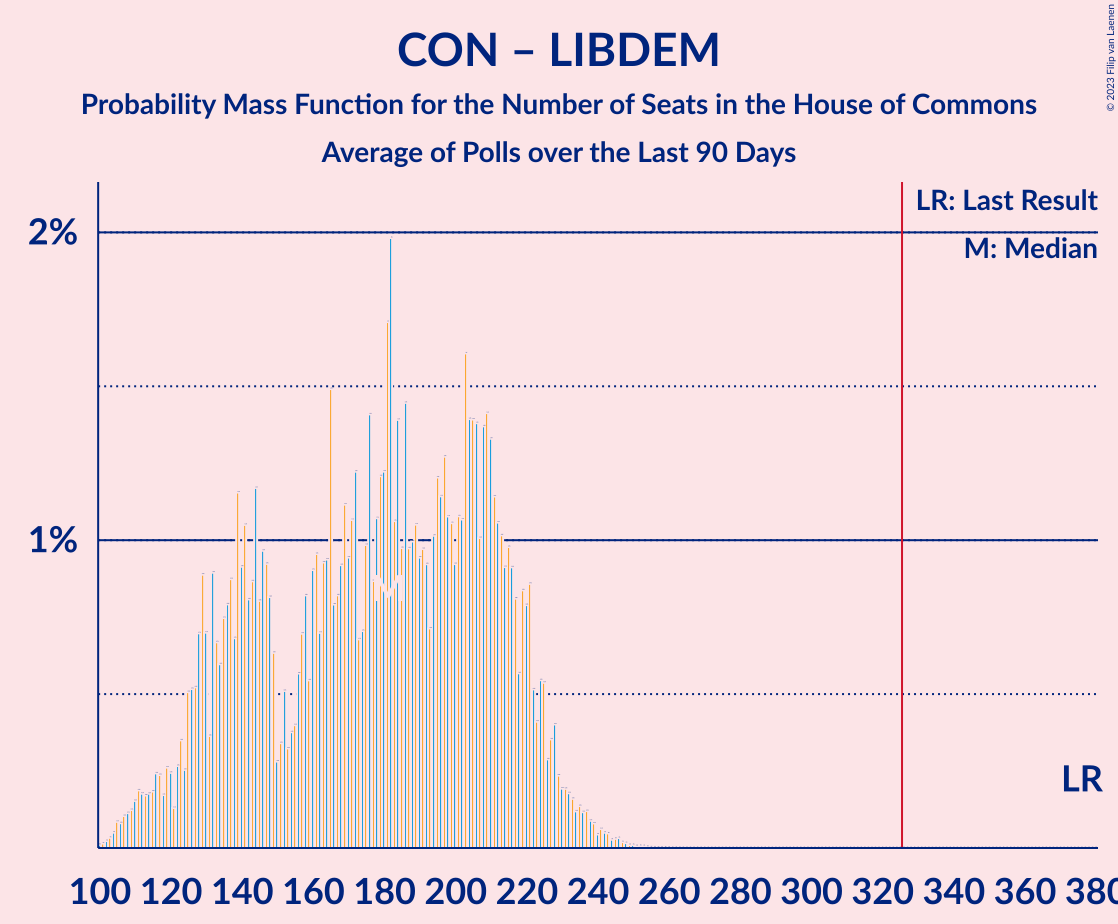 CON – LIBDEM
Probability Mass Function for the Number of Seats in the House of Commons
Average of Polls over the Last 90 Days
© 2023 Filip van Laenen
LR: Last Result
M: Median
2%
1%
M
LR
100 120 140 160 180 200 220 240 260 280 300 320 340 360 380